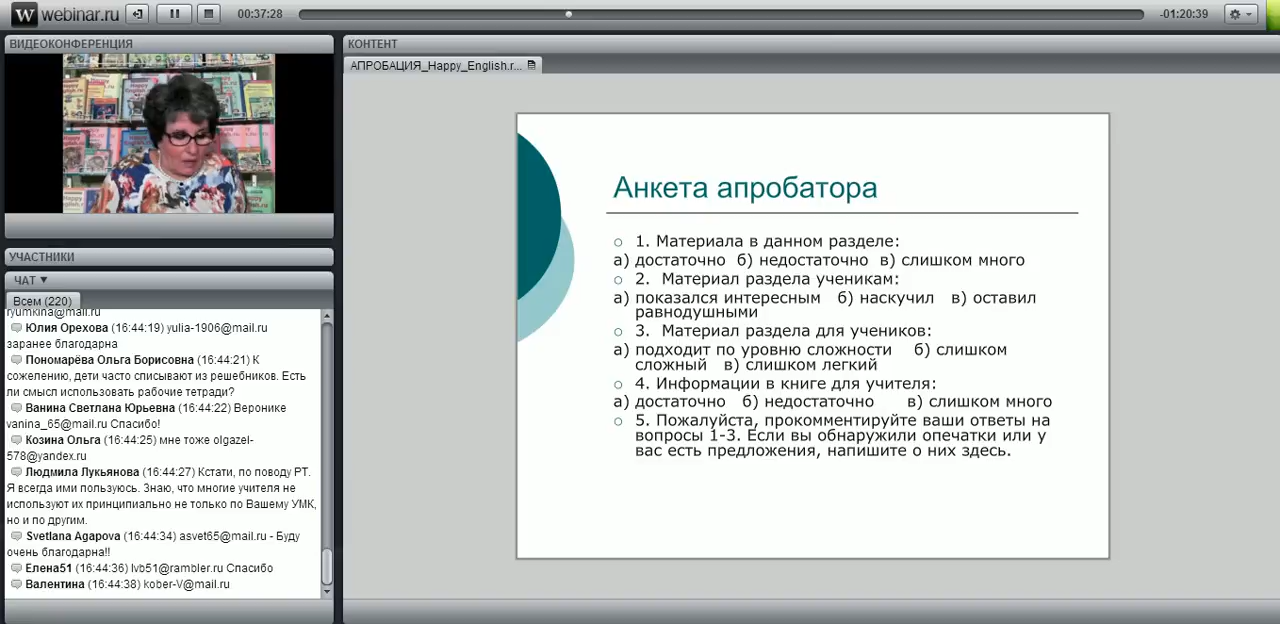 W webinar.ru 00:37:28 -01:20:39
ВИДЕОКОНФЕРЕНЦИЯ
УЧАСТНИКИ
ЧАТ ▼
Всем (220)
ryumkina@mail.ru
Юлия Орехова (16:44:19) yulia-1906@mail.ru
заранее благодарна
Пономарёва Ольга Борисовна (16:44:21) К
сожелению, дети часто списывают из решебников. Есть
ли смысл использовать рабочие тетради?
Ванина Светлана Юрьевна (16:44:22) Веронике
vanina_65@mail.ru Спасибо!
Козина Ольга (16:44:25) мне тоже olgazel-
578@yandex.ru
Людмила Лукьянова (16:44:27) Кстати, по поводу РТ.
Я всегда ими пользуюсь. Знаю, что многие учителя не
используют их принципиально не только по Вашему УМК,
но и по другим.
Svetlana Agapova (16:44:34) asvet65@mail.ru - Буду
очень благодарна!!
Елена51 (16:44:36) lvb51@rambler.ru Спасибо
Валентина (16:44:38) kober-V@mail.ru
КОНТЕНТ
АПРОБАЦИЯ_Happy_English.r...
Анкета апробатора
1. Материала в данном разделе:
а) достаточно б) недостаточно в) слишком много
2. Материал раздела ученикам:
а) показался интересным б) наскучил в) оставил
равнодушными
3. Материал раздела для учеников:
а) подходит по уровню сложности б) слишком
сложный в) слишком легкий
4. Информации в книге для учителя:
а) достаточно б) недостаточно в) слишком много
5. Пожалуйста, прокомментируйте ваши ответы на
вопросы 1-3. Если вы обнаружили опечатки или у
вас есть предложения, напишите о них здесь.